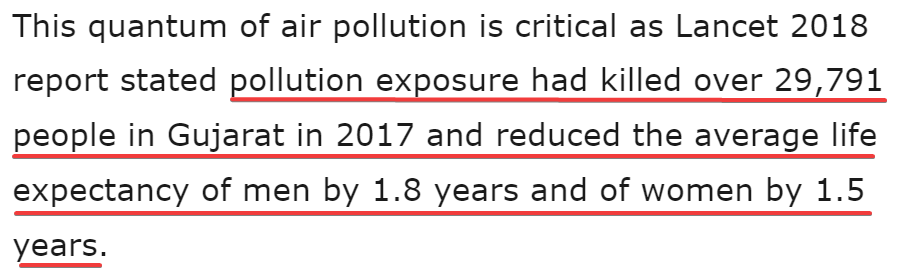 This quantum of air pollution is critical as Lancet 2018
report stated pollution exposure had killed over 29,791
people in Gujarat in 2017 and reduced the average life
expectancy of men by 1.8 years and of women by 1.5
years.